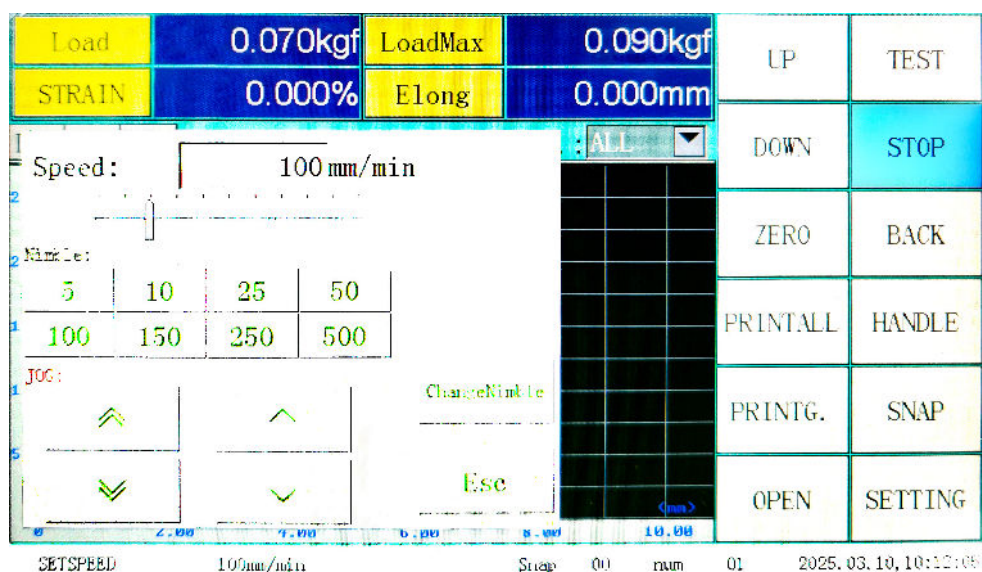 Load 0.070kgf LoadMax 0.090kgf
STRAIN 0.000% Elong 0.000mm
UP TEST
DOWN STOP
ZERO BACK
PRINTALL HANDLE
PRINTG. SNAP
OPEN SETTING
: ALL
Speed: 100 mm/min
Nimble:
5 10 25 50
100 150 250 500
JOG:
ChangeNimble
Esc
<mm>
0 2.00 4.00 6.00 8.00 10.00
SETSPEED 100mm/min Snap 00 num 01 2025.03.10,10:12:08